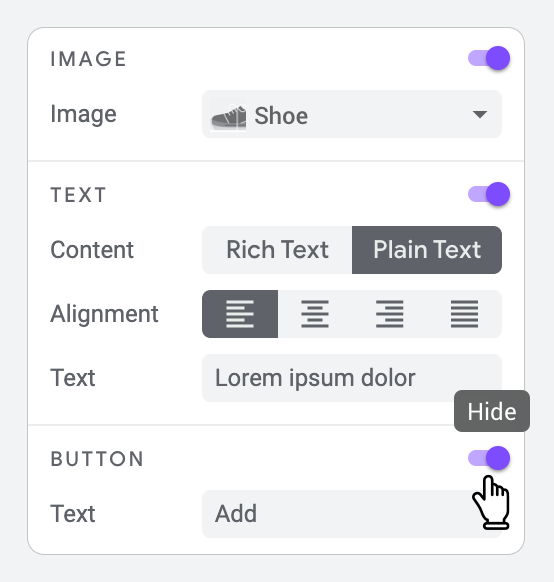 IMAGE
Image Shoe
TEXT
Content Rich Text Plain Text
Alignment
Text Lorem ipsum dolor
Hide
BUTTON
Text Add